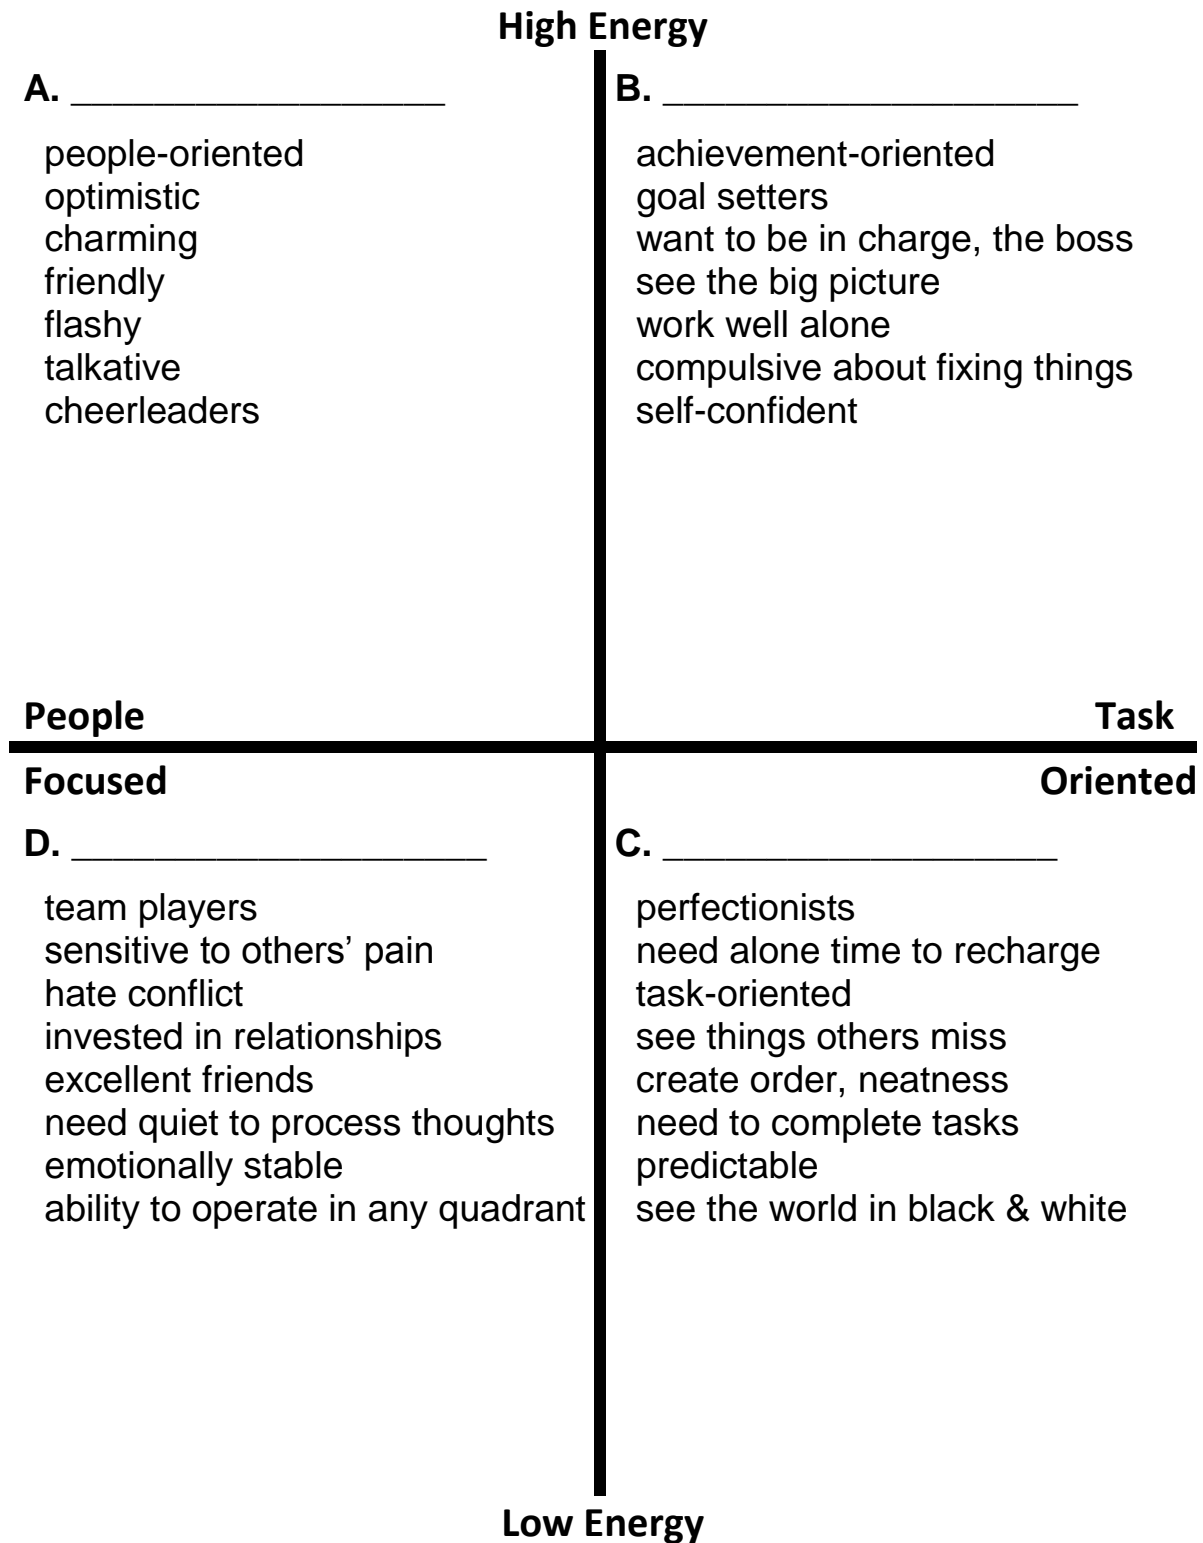 High Energy
A. __________________
people-oriented
optimistic
charming
friendly
flashy
talkative
cheerleaders
B. ____________________
achievement-oriented
goal setters
want to be in charge, the boss
see the big picture
work well alone
compulsive about fixing things
self-confident
People
Focused
Task
Oriented
D. ____________________
team players
sensitive to others’ pain
hate conflict
invested in relationships
excellent friends
need quiet to process thoughts
emotionally stable
ability to operate in any quadrant
C. ___________________
perfectionists
need alone time to recharge
task-oriented
see things others miss
create order, neatness
need to complete tasks
predictable
see the world in black & white
Low Energy